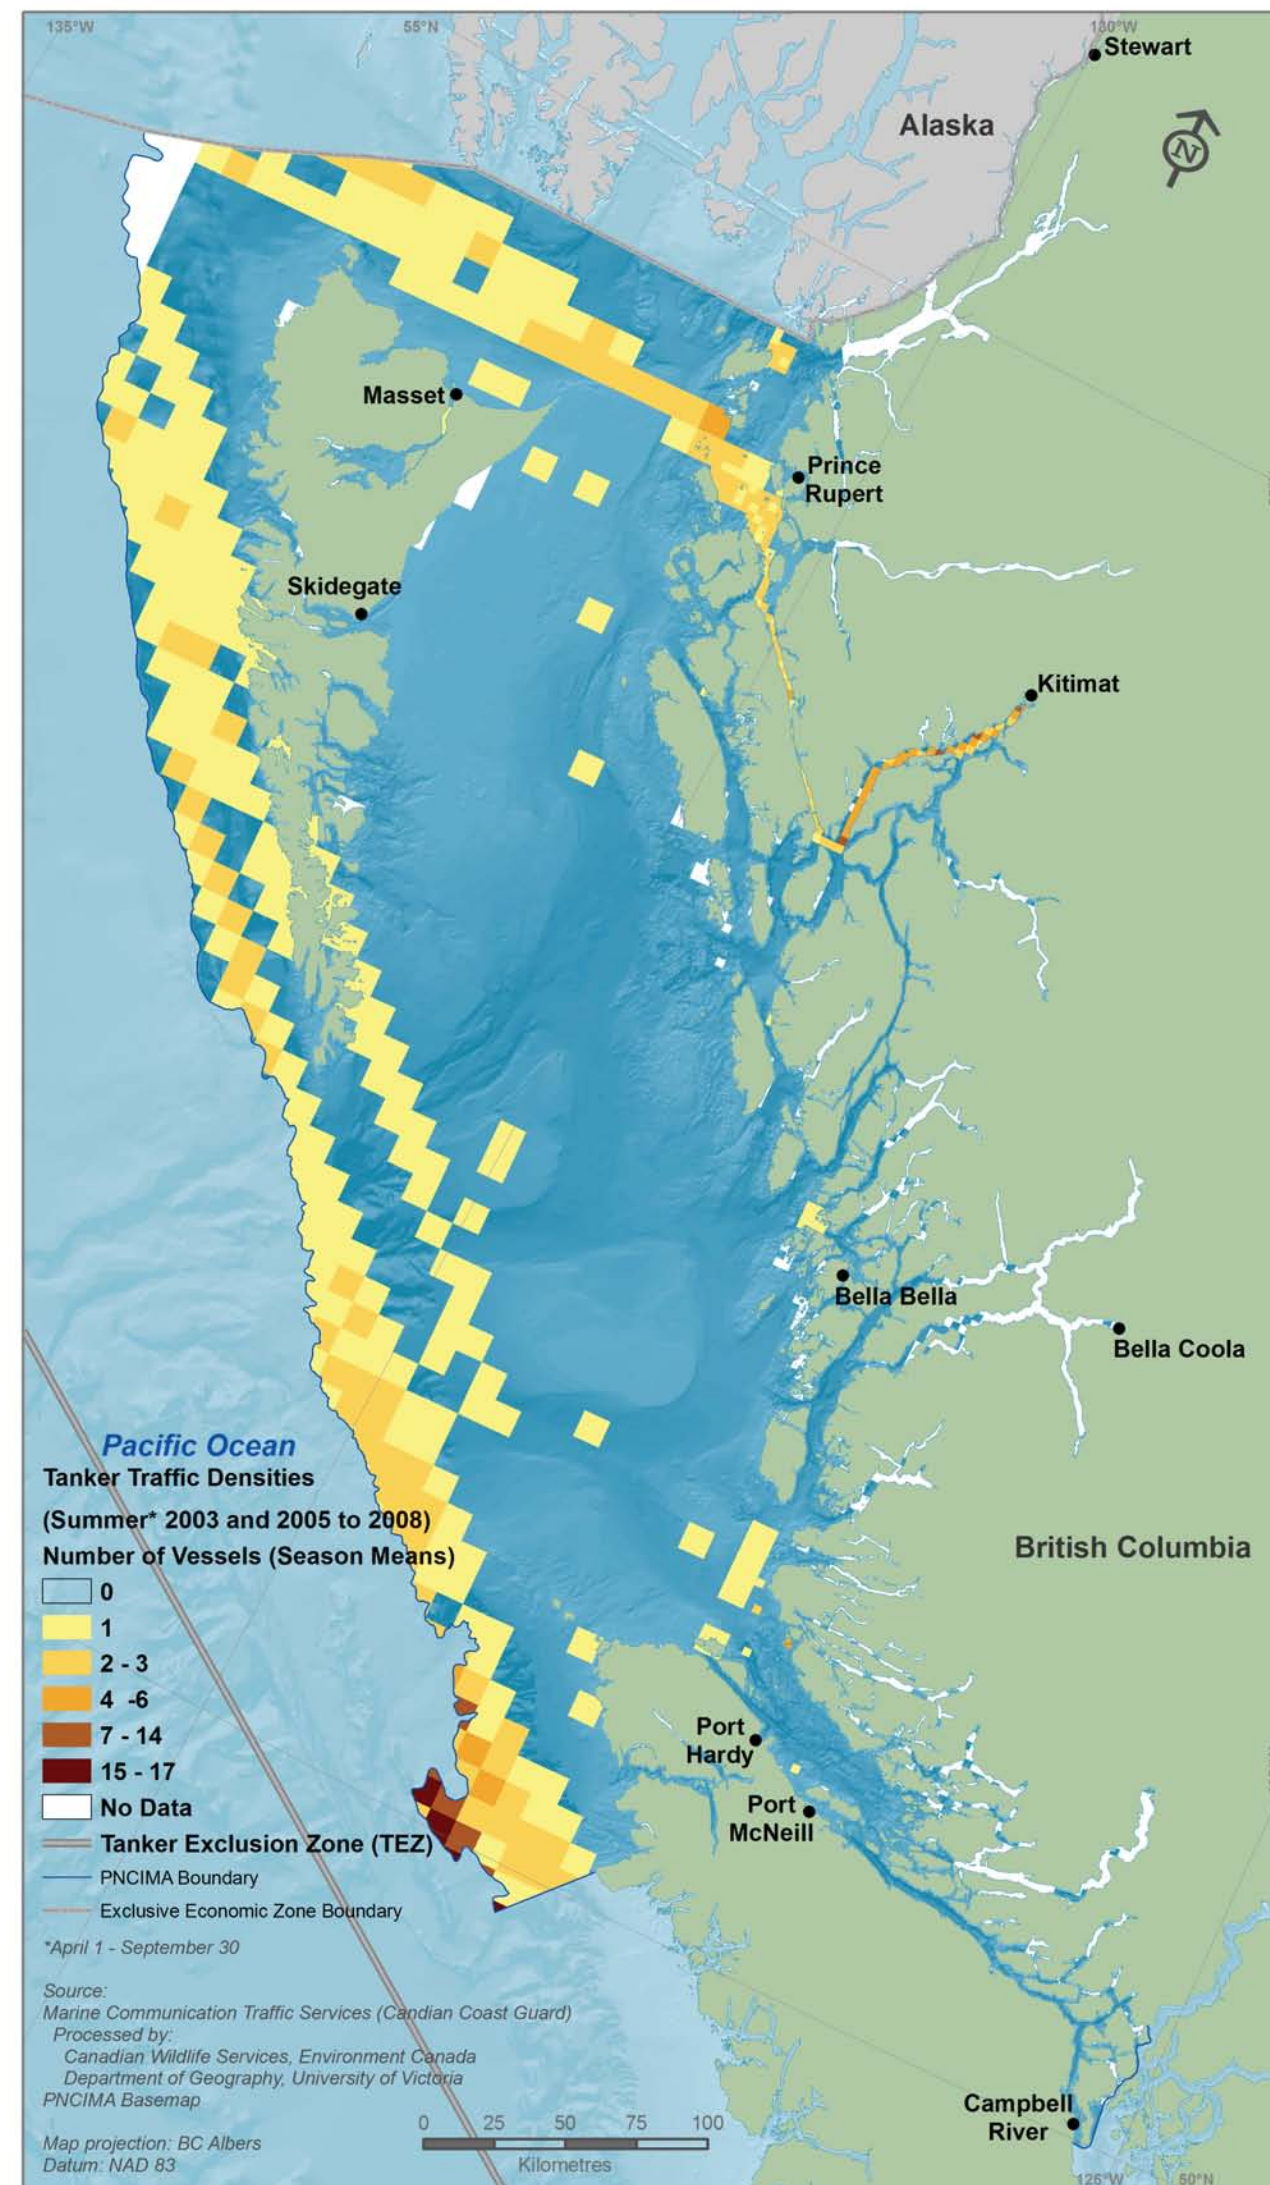 135°W
55°N
130°W
Stewart
Alaska
N
Masset
Prince
Rupert
Skidegate
Kitimat
Bella Bella
Bella Coola
British Columbia
Pacific Ocean
Tanker Traffic Densities
(Summer* 2003 and 2005 to 2008)
Number of Vessels (Season Means)
0
1
2 - 3
4 -6
7 - 14
15 - 17
No Data
Tanker Exclusion Zone (TEZ)
PNCIMA Boundary
Exclusive Economic Zone Boundary
*April 1 - September 30
Source:
Marine Communication Traffic Services (Candian Coast Guard)
Processed by:
Canadian Wildlife Services, Environment Canada
Department of Geography, University of Victoria
PNCIMA Basemap
Map projection: BC Albers
Datum: NAD 83
0 25 50 75 100
Kilometres
Port
Hardy
Port
McNeill
Campbell
River
125°W
50°N